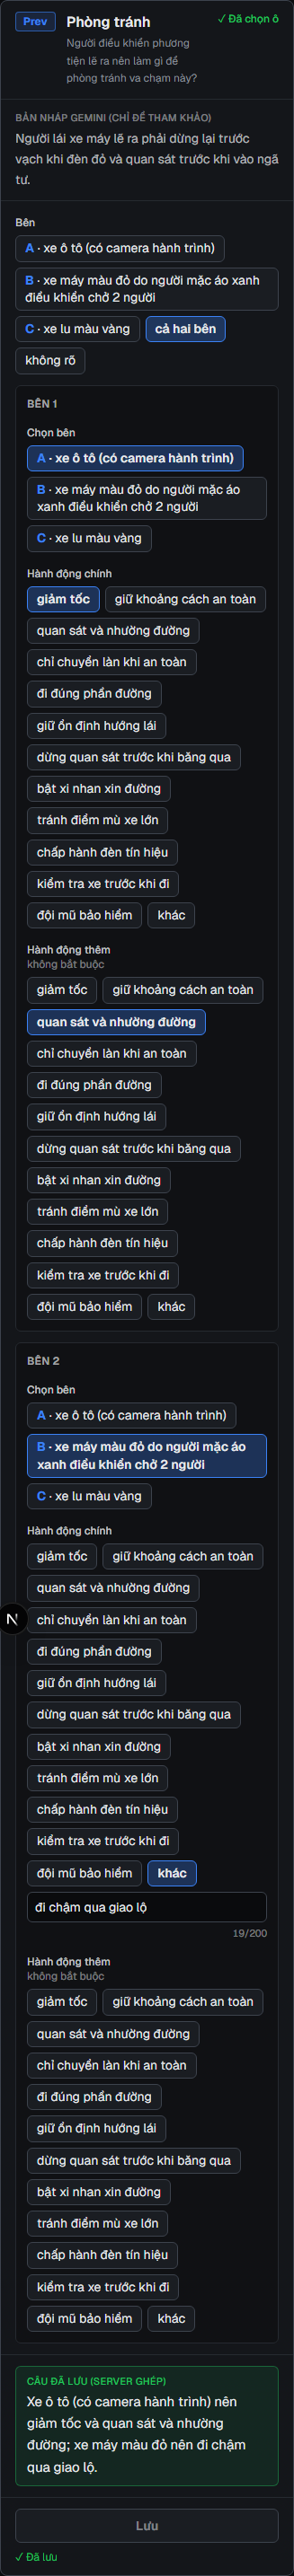 Prev
Phòng tránh
✓ Đã chọn ô
Người điều khiển phương
tiện lẽ ra nên làm gì để
phòng tránh va chạm này?
BẢN NHÁP GEMINI (CHỈ ĐỂ THAM KHẢO)
Người lái xe máy lẽ ra phải dừng lại trước
vạch khi đèn đỏ và quan sát trước khi vào ngã
tư.
Bên
A · xe ô tô (có camera hành trình)
B · xe máy màu đỏ do người mặc áo xanh
điều khiển chở 2 người
C · xe lu màu vàng
cả hai bên
không rõ
BÊN 1
Chọn bên
A · xe ô tô (có camera hành trình)
B · xe máy màu đỏ do người mặc áo
xanh điều khiển chở 2 người
C · xe lu màu vàng
Hành động chính
giảm tốc
giữ khoảng cách an toàn
quan sát và nhường đường
chỉ chuyển làn khi an toàn
đi đúng phần đường
giữ ổn định hướng lái
dừng quan sát trước khi băng qua
bật xi nhan xin đường
tránh điểm mù xe lớn
chấp hành đèn tín hiệu
kiểm tra xe trước khi đi
đội mũ bảo hiểm
khác
Hành động thêm
không bắt buộc
giảm tốc
giữ khoảng cách an toàn
quan sát và nhường đường
chỉ chuyển làn khi an toàn
đi đúng phần đường
giữ ổn định hướng lái
dừng quan sát trước khi băng qua
bật xi nhan xin đường
tránh điểm mù xe lớn
chấp hành đèn tín hiệu
kiểm tra xe trước khi đi
đội mũ bảo hiểm
khác
BÊN 2
Chọn bên
A · xe ô tô (có camera hành trình)
B · xe máy màu đỏ do người mặc áo
xanh điều khiển chở 2 người
C · xe lu màu vàng
Hành động chính
giảm tốc
giữ khoảng cách an toàn
quan sát và nhường đường
N
chỉ chuyển làn khi an toàn
đi đúng phần đường
giữ ổn định hướng lái
dừng quan sát trước khi băng qua
bật xi nhan xin đường
tránh điểm mù xe lớn
chấp hành đèn tín hiệu
kiểm tra xe trước khi đi
đội mũ bảo hiểm
khác
đi chậm qua giao lộ
19/200
Hành động thêm
không bắt buộc
giảm tốc
giữ khoảng cách an toàn
quan sát và nhường đường
chỉ chuyển làn khi an toàn
đi đúng phần đường
giữ ổn định hướng lái
dừng quan sát trước khi băng qua
bật xi nhan xin đường
tránh điểm mù xe lớn
chấp hành đèn tín hiệu
kiểm tra xe trước khi đi
đội mũ bảo hiểm
khác
CÂU ĐÃ LƯU (SERVER GHÉP)
Xe ô tô (có camera hành trình) nên
giảm tốc và quan sát và nhường
đường; xe máy màu đỏ nên đi chậm
qua giao lộ.
Lưu
✓ Đã lưu